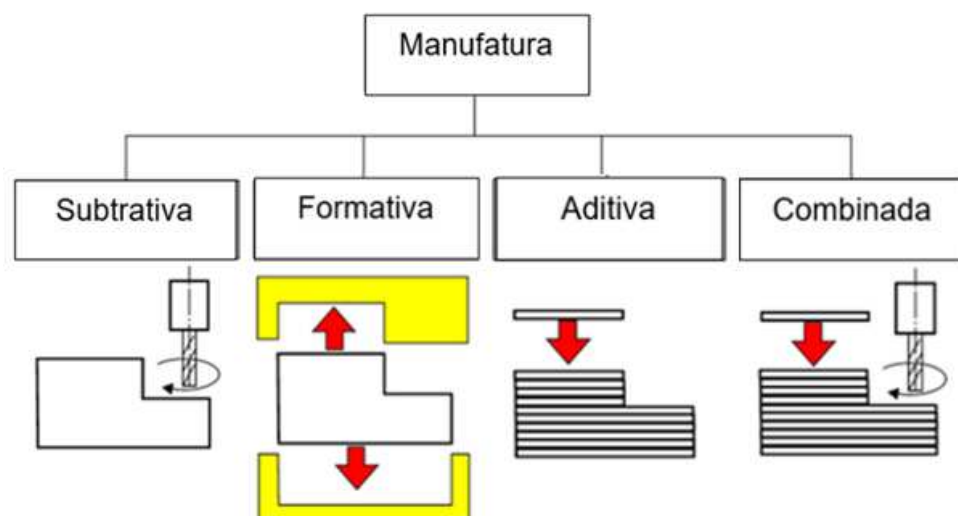 Manufatura
Subtrativa
Formativa
Aditiva
Combinada